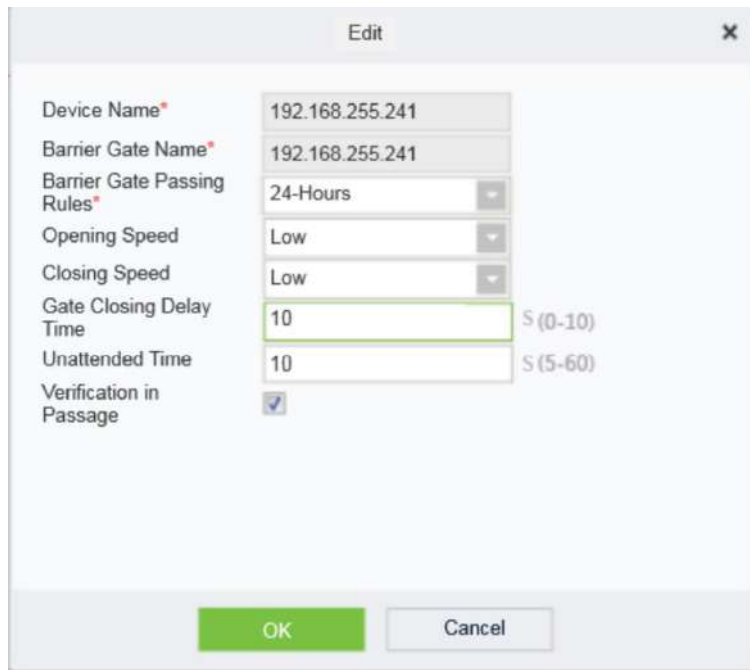 Edit
Device Name* 192.168.255.241
Barrier Gate Name* 192.168.255.241
Barrier Gate Passing
Rules* 24-Hours
Opening Speed Low
Closing Speed Low
Gate Closing Delay
Time 10 S (0-10)
Unattended Time 10 S (5-60)
Verification in
Passage
OK Cancel